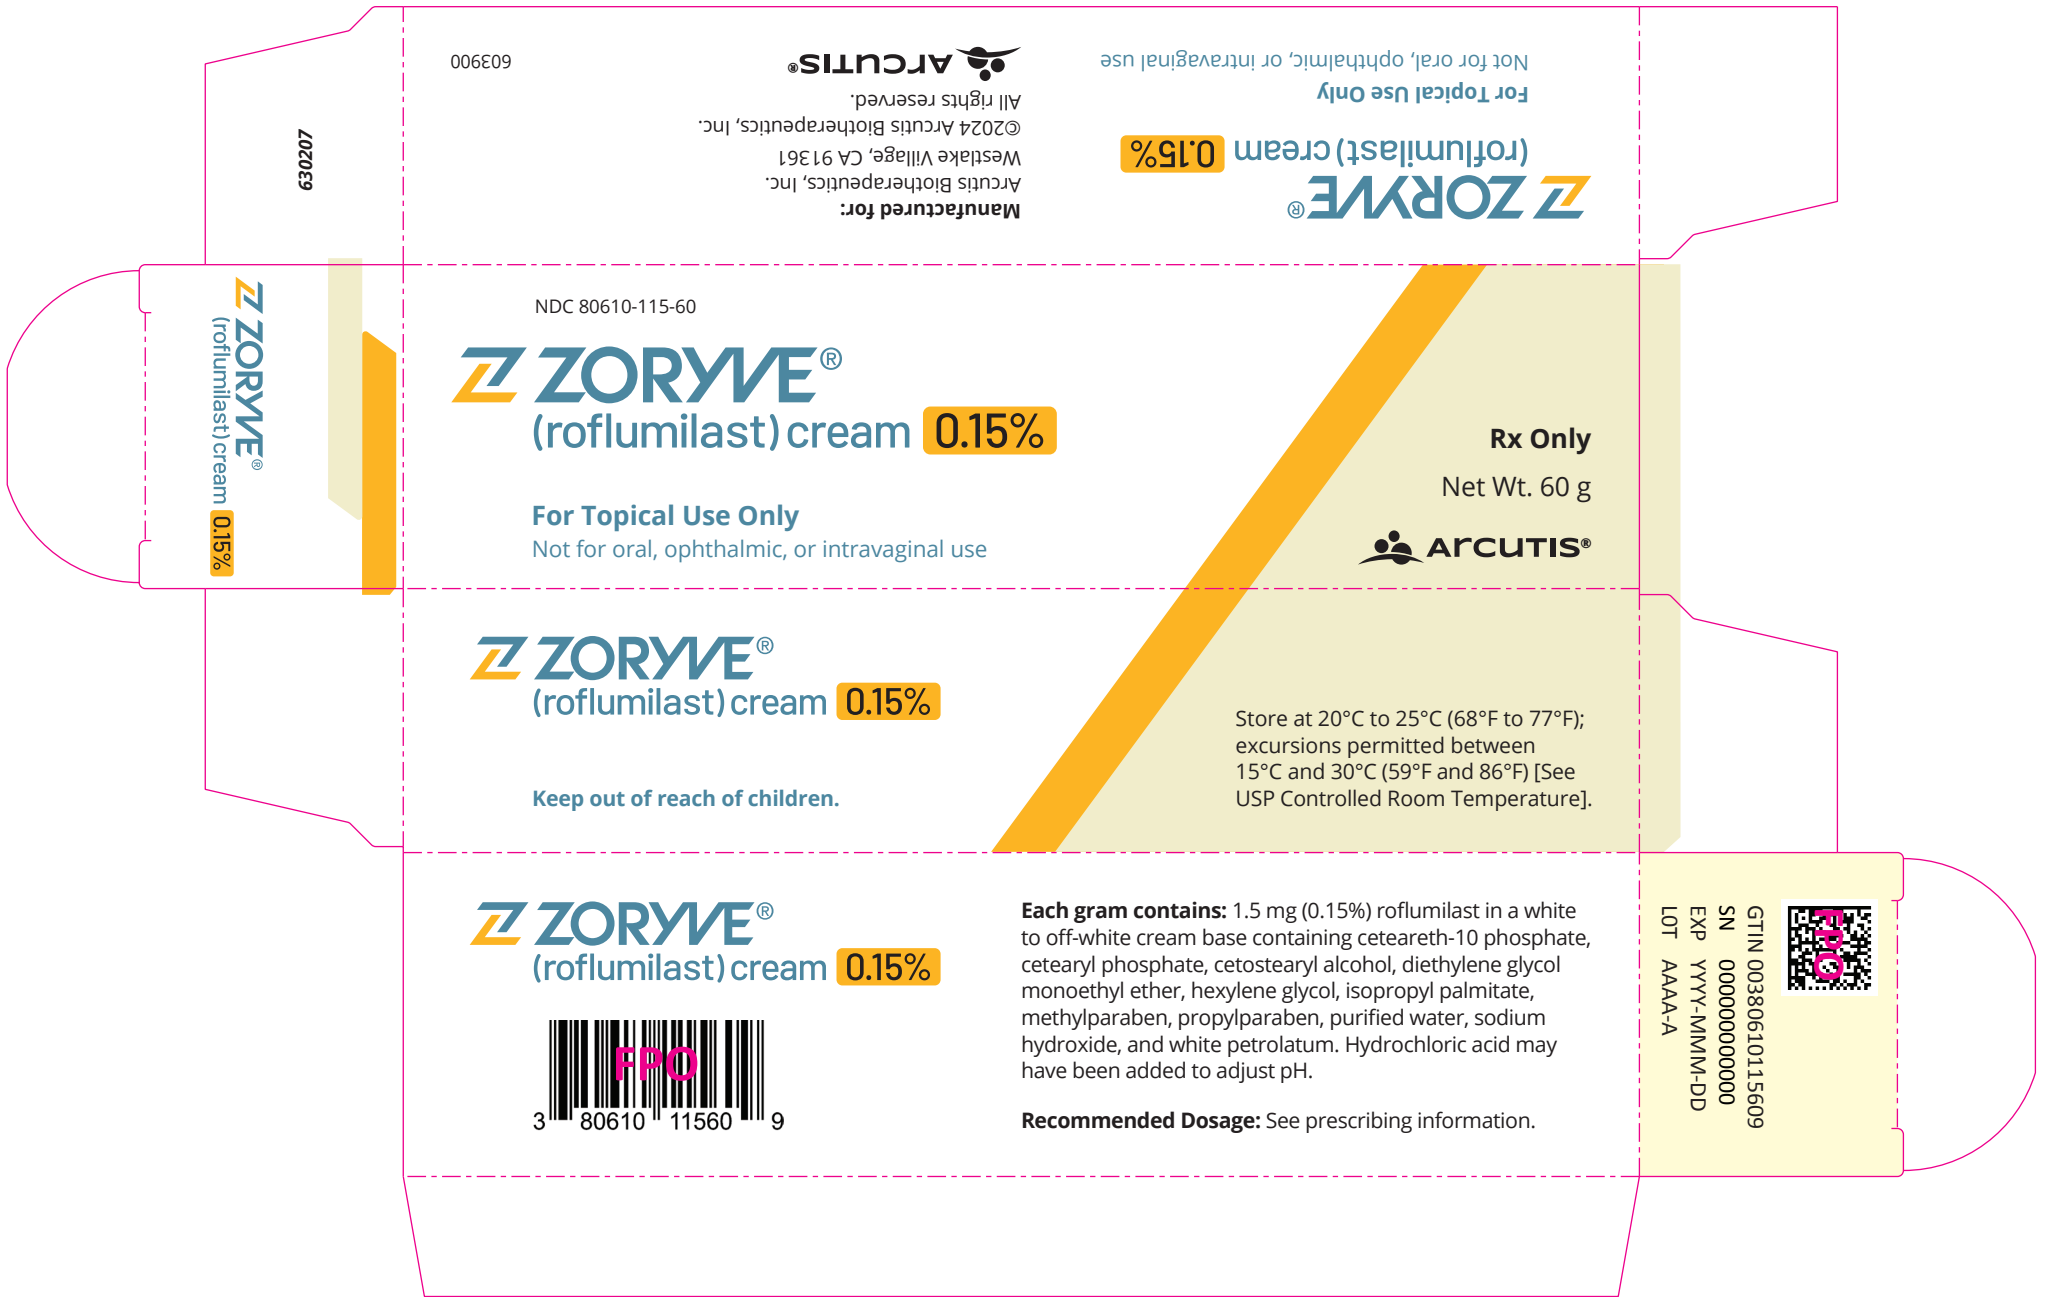 603900
Manufactured for:
Arcutis Biotherapeutics, Inc.
Westlake Village, CA 91361
©2024 Arcutis Biotherapeutics, Inc.
All rights reserved.
ARCUTIS®
ZORYVE®
(roflumilast) cream 0.15%
For Topical Use Only
Not for oral, ophthalmic, or intravaginal use
630207
ZORYVE®
(roflumilast) cream 0.15%
NDC 80610-115-60
ZORYVE®
(roflumilast) cream 0.15%
For Topical Use Only
Not for oral, ophthalmic, or intravaginal use
Rx Only
Net Wt. 60 g
ARCUTIS®
ZORYVE®
(roflumilast) cream 0.15%
Keep out of reach of children.
Store at 20°C to 25°C (68°F to 77°F);
excursions permitted between
15°C and 30°C (59°F and 86°F) [See
USP Controlled Room Temperature].
ZORYVE®
(roflumilast) cream 0.15%
FPO
3 80610 11560 9
Each gram contains: 1.5 mg (0.15%) roflumilast in a white
to off-white cream base containing ceteareth-10 phosphate,
cetearyl phosphate, cetostearyl alcohol, diethylene glycol
monoethyl ether, hexylene glycol, isopropyl palmitate,
methylparaben, propylparaben, purified water, sodium
hydroxide, and white petrolatum. Hydrochloric acid may
have been added to adjust pH.
Recommended Dosage: See prescribing information.
FPO
GTIN 00380610115609
SN 000000000000
EXP YYYY-MMM-DD
LOT AAAA-A